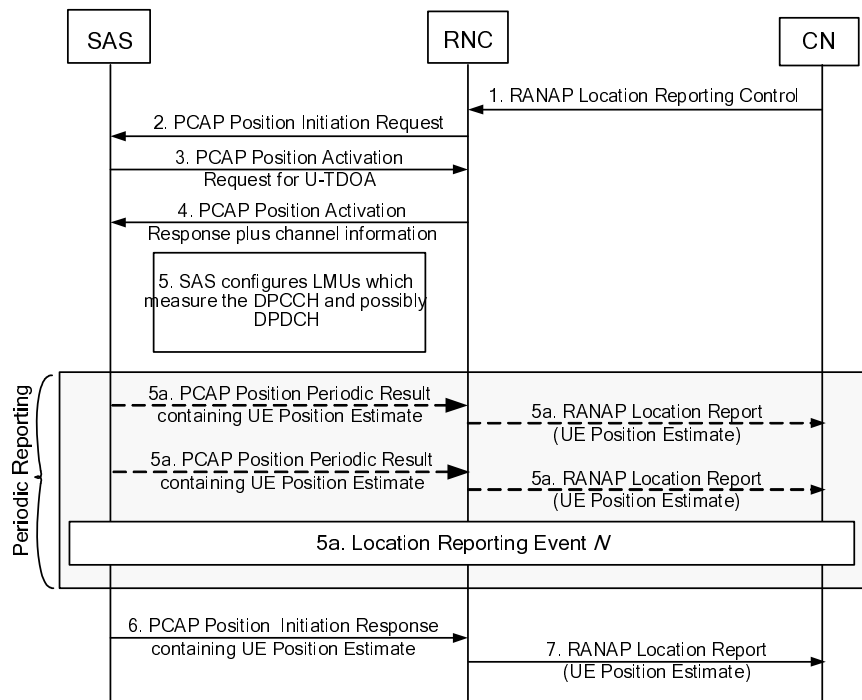 SAS
RNC
CN
1. RANAP Location Reporting Control
2. PCAP Position Initiation Request
3. PCAP Position Activation
Request for U-TDOA
4. PCAP Position Activation
Response plus channel information
5. SAS configures LMUs which
measure the DPCCH and possibly
DPDCH
Periodic Reporting
5a. PCAP Position Periodic Result
containing UE Position Estimate
5a. RANAP Location Report
(UE Position Estimate)
5a. PCAP Position Periodic Result
containing UE Position Estimate
5a. RANAP Location Report
(UE Position Estimate)
5a. Location Reporting Event N
6. PCAP Position Initiation Response
containing UE Position Estimate
7. RANAP Location Report
(UE Position Estimate)